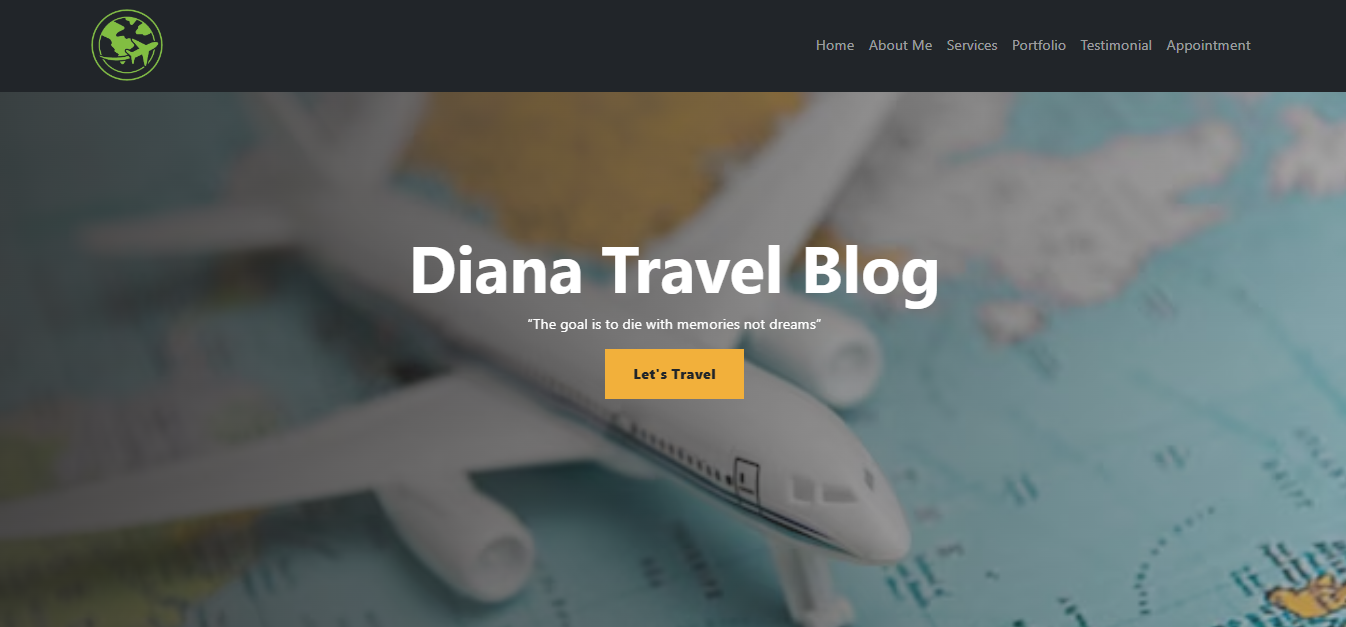 Home About Me Services Portfolio Testimonial Appointment
Diana Travel Blog
“The goal is to die with memories not dreams”
Let's Travel